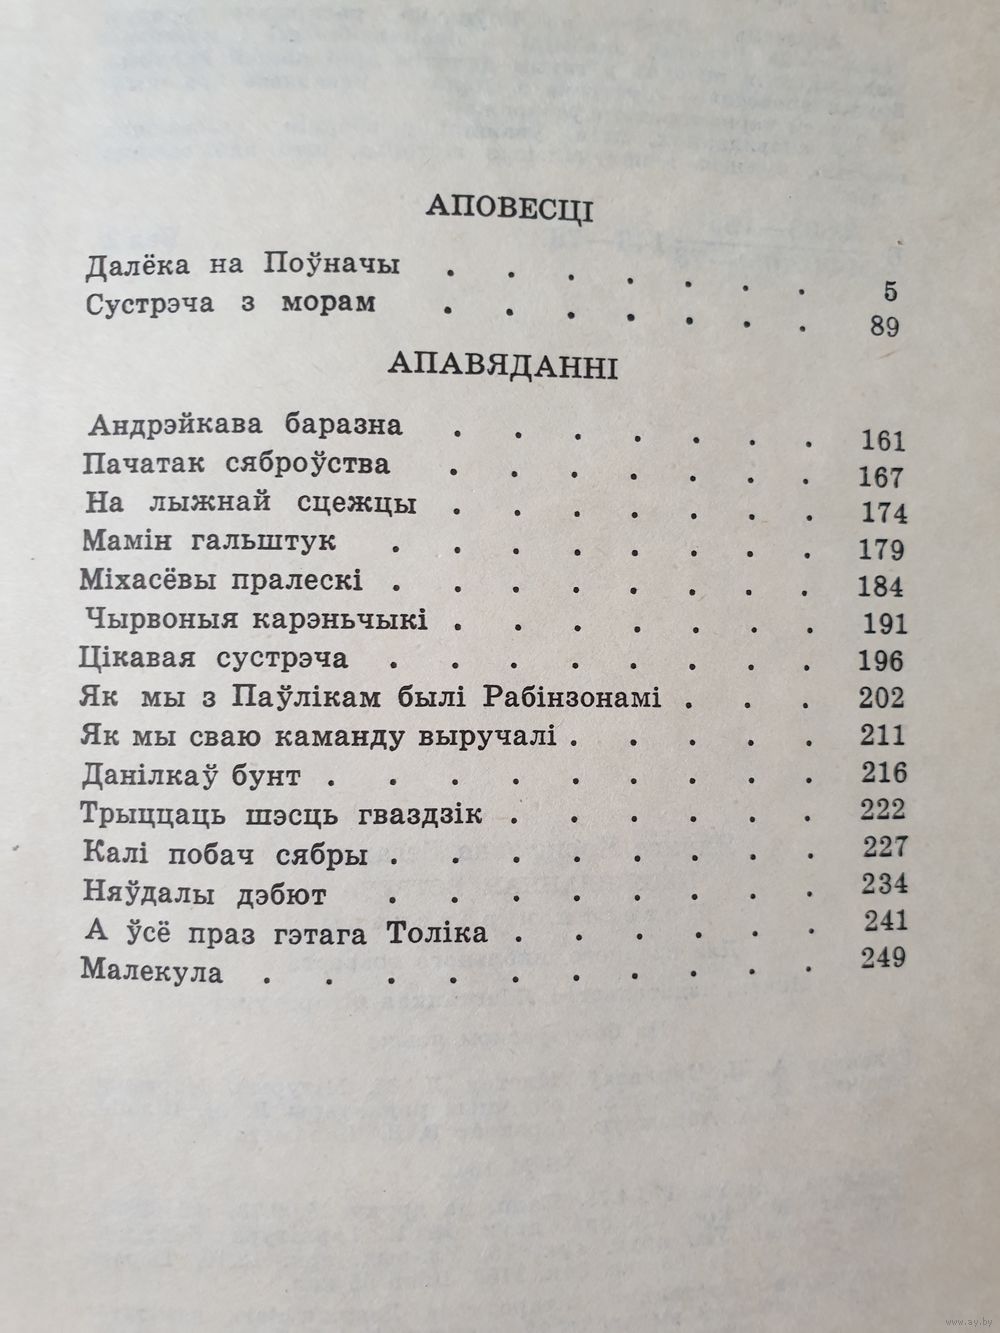 АПОВЕСЦІ
Далёка на Поўначы . . . . . . . 5
Сустрэча з морам . . . . . . . 89
АПАВЯДАННІ
Андрэйкава баразна . . . . . . . 161
Пачатак сяброўства . . . . . . . 167
На лыжнай сцежцы . . . . . . . 174
Мамін гальштук . . . . . . . . 179
Міхасёвы пралескі . . . . . . . . 184
Чырвоныя карэньчыкі . . . . . . . 191
Цікавая сустрэча . . . . . . . . 196
Як мы з Паўлікам былі Рабінзонамі . . . 202
Як мы сваю каманду выручалі . . . . . 211
Данілкаў бунт . . . . . . . . . 216
Трыццаць шэсць гваздзік . . . . . . 222
Калі побач сябры . . . . . . . . 227
Няўдалы дэбют . . . . . . . . 234
А ўсё праз гэтага Толіка . . . . . . 241
Малекула . . . . . . . . . . 249
www.ay.by